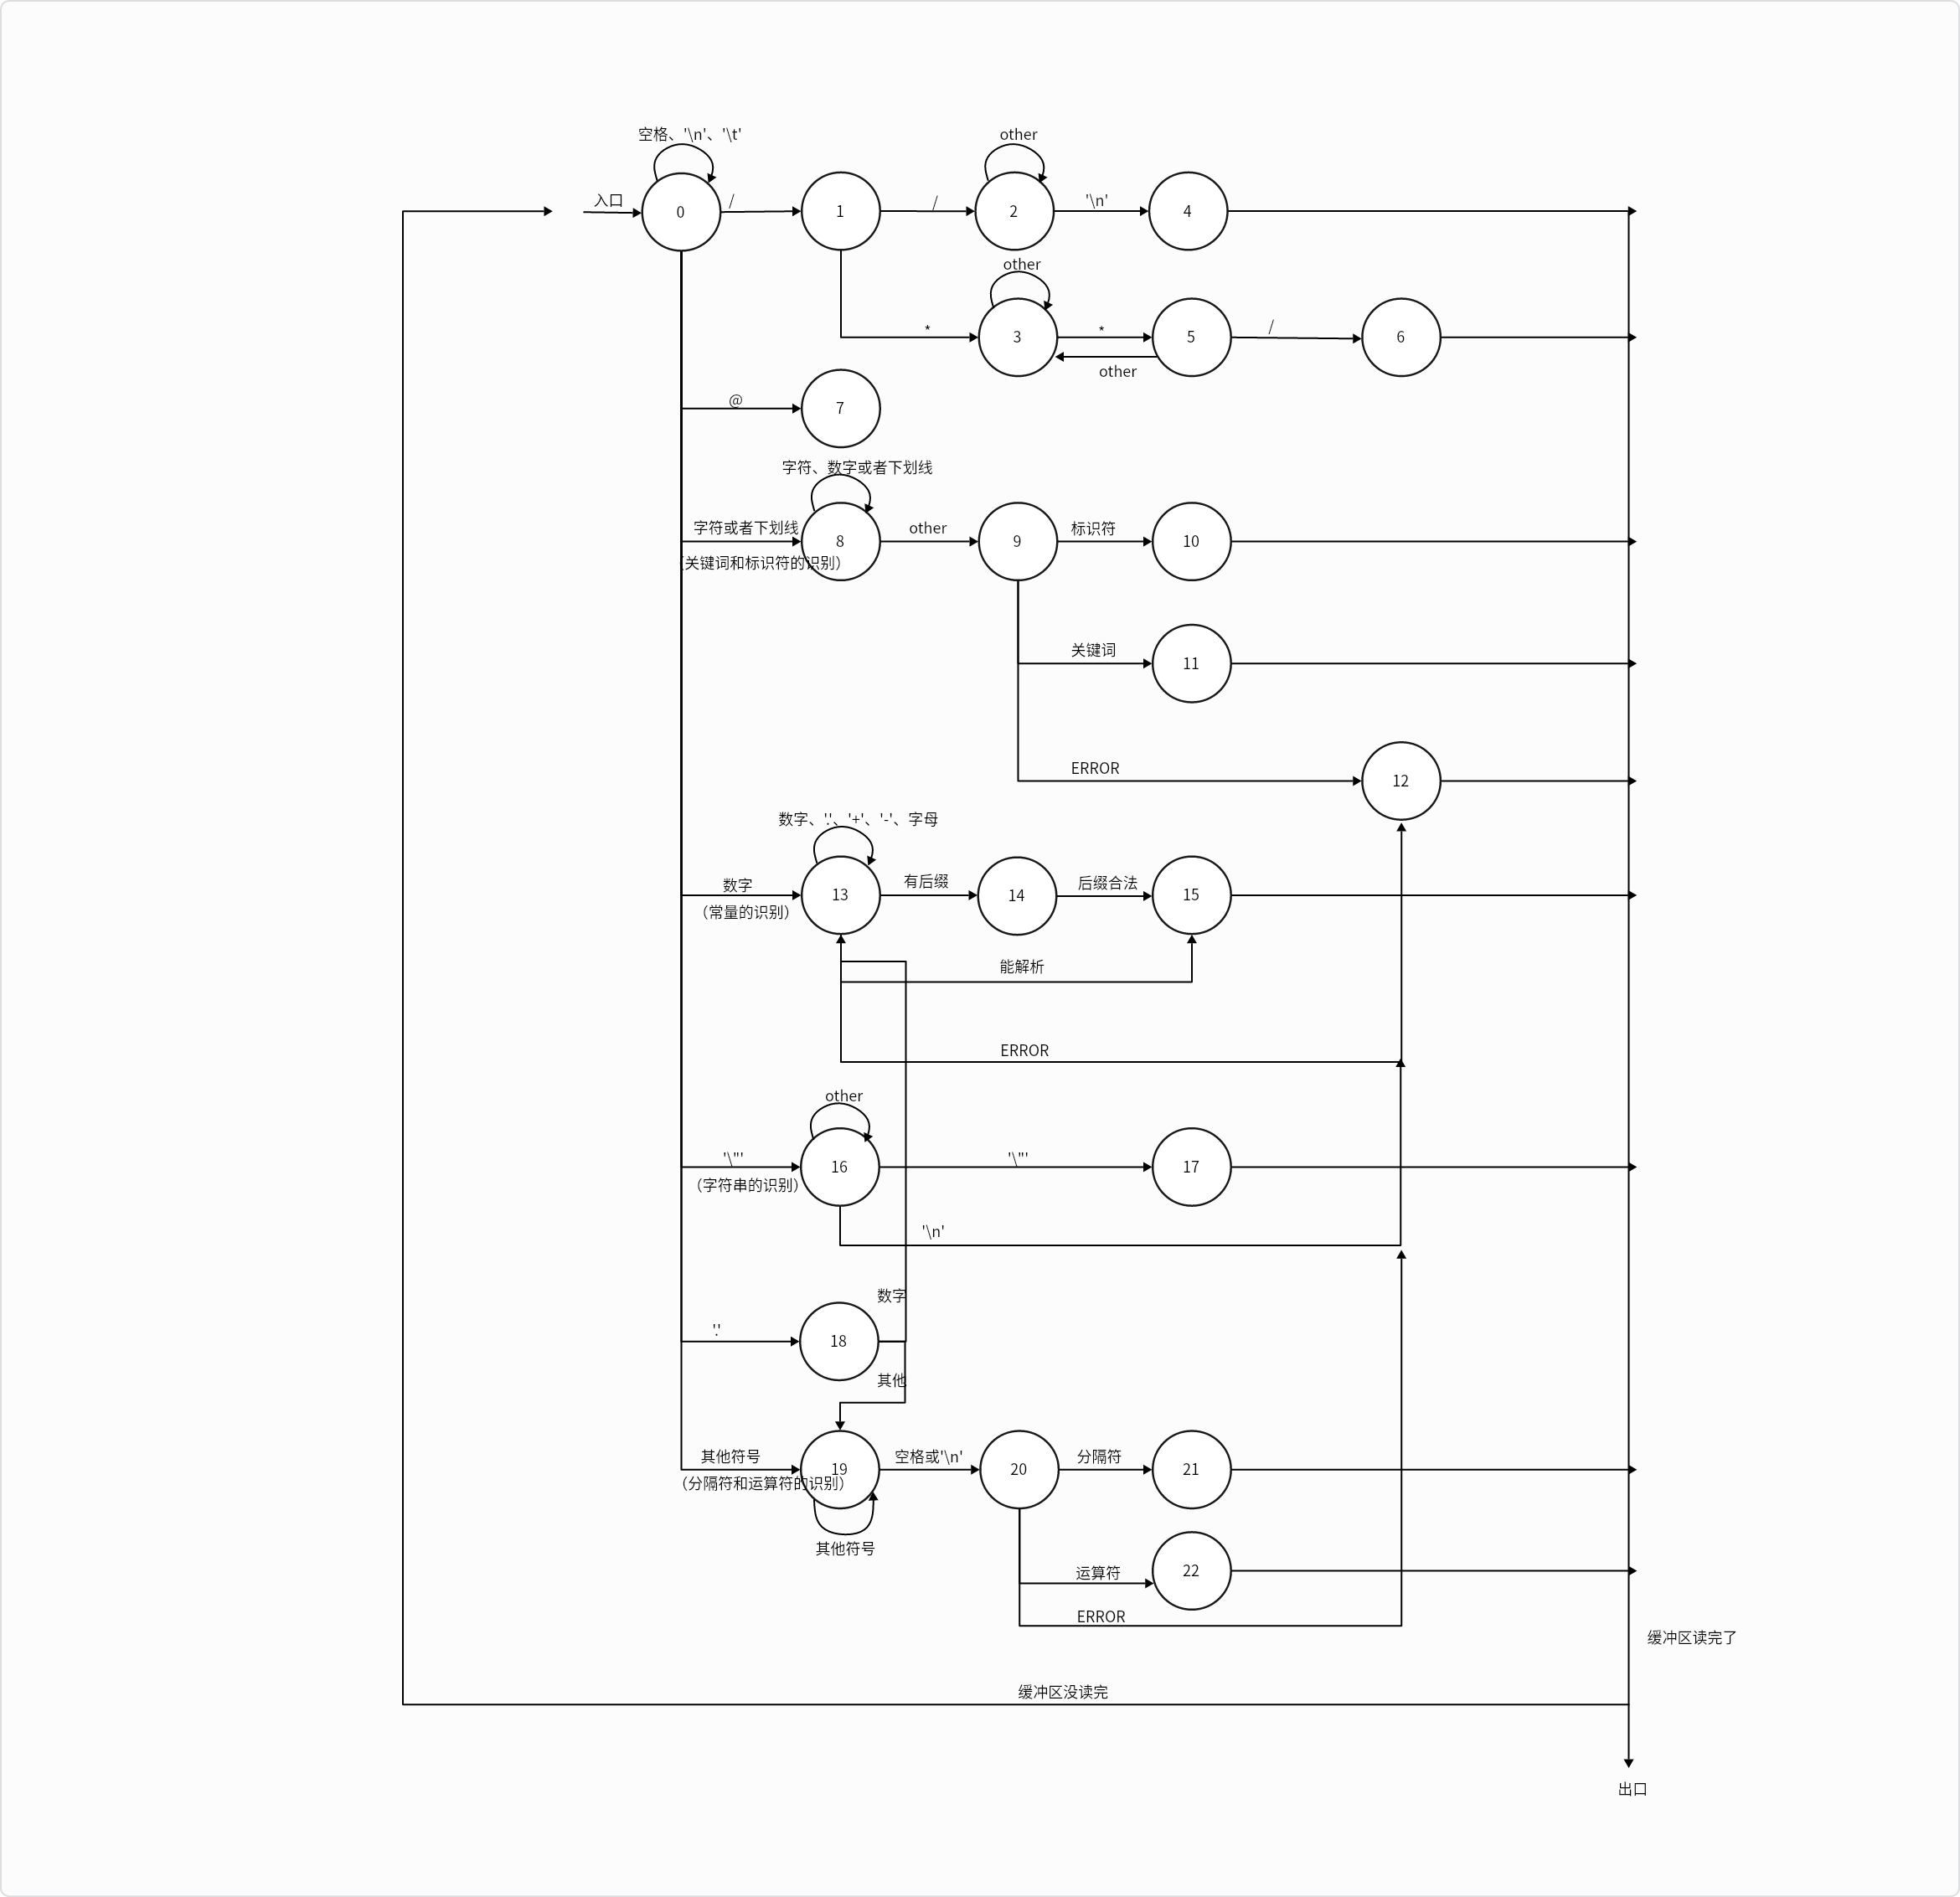 空格、'\n'、'\t'
other
入口
0
/
1
/
2
'\n'
4
other
*
3
*
5
/
6
other
@
7
字符、数字或者下划线
字符或者下划线
8
other
9
标识符
10
（关键词和标识符的识别）
关键词
11
ERROR
12
数字、'.'、'+'、'-'、字母
数字
13
有后缀
14
后缀合法
15
（常量的识别）
能解析
ERROR
other
'\"'
16
'\"'
17
（字符串的识别）
'\n'
数字
'.'
18
其他
其他符号
19
空格或'\n'
20
分隔符
21
（分隔符和运算符的识别）
其他符号
运算符
22
ERROR
缓冲区读完了
缓冲区没读完
出口